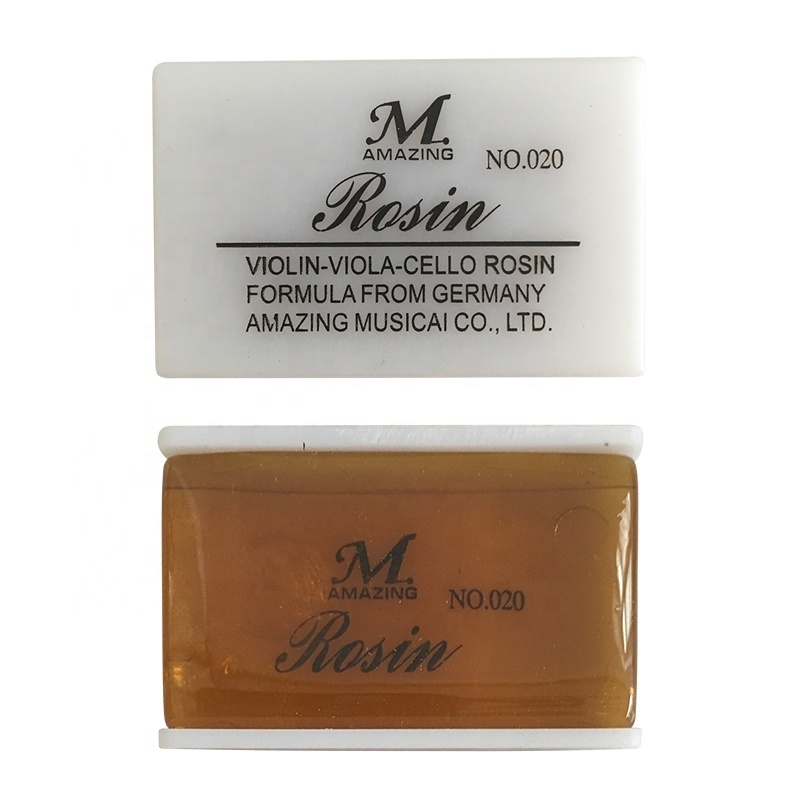 M.
AMAZING
NO.020
Rosin
VIOLIN-VIOLA-CELLO ROSIN
FORMULA FROM GERMANY
AMAZING MUSICAI CO., LTD.
M.
AMAZING
NO.020
Rosin